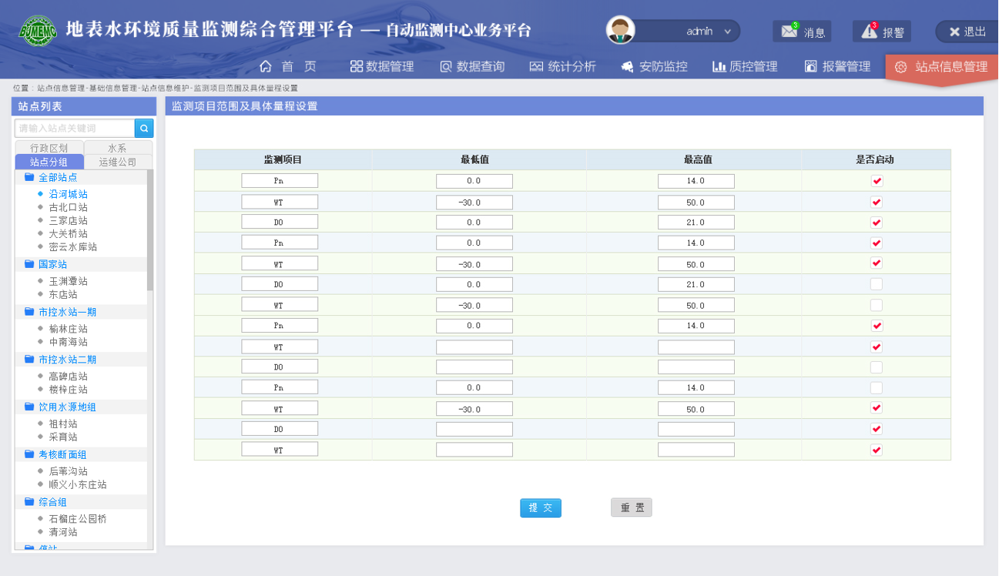 BJMEMC
地表水环境质量监测综合管理平台 — 自动监测中心业务平台
admin
3
消息
3
报警
退出
首 页
数据管理
数据查询
统计分析
安防监控
质控管理
报警管理
站点信息管理
位置：站点信息管理-基础信息管理-站点信息维护-监测项目范围及具体量程设置
站点列表
请输入站点关键词
行政区划 水系
站点分组 运维公司
全部站点
沿河城站
古北口站
三家店站
大关桥站
密云水库站
国家站
玉渊潭站
东店站
市控水站一期
榆林庄站
中南海站
市控水站二期
高碑店站
楼梓庄站
饮用水源地组
祖村站
采育站
考核断面组
后苇沟站
顺义小东庄站
综合组
石榴庄公园桥
清河站
停站
监测项目范围及具体量程设置
监测项目 最低值 最高值 是否启动
Pn 0.0 14.0
WT -30.0 50.0
DO 0.0 21.0
Pn 0.0 14.0
WT -30.0 50.0
DO 0.0 21.0
WT -30.0 50.0
Pn 0.0 14.0
WT
DO
Pn 0.0 14.0
WT -30.0 50.0
DO
WT
提 交
重 置